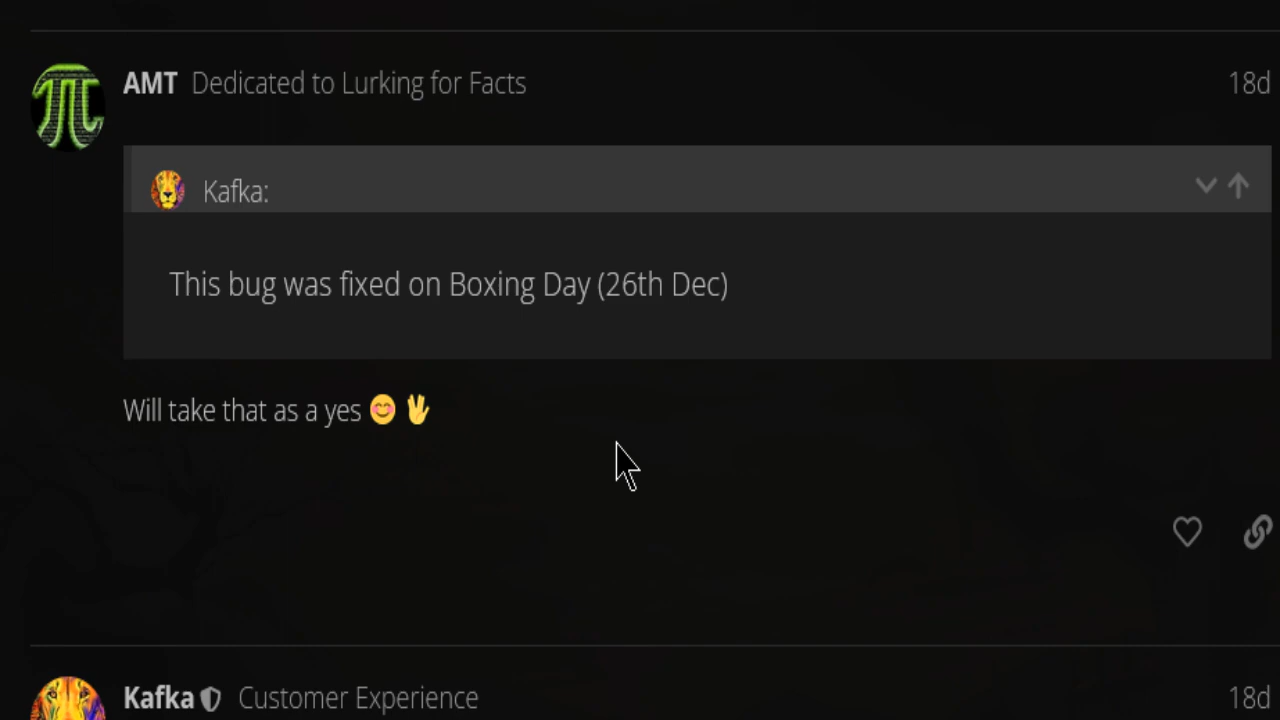 AMT Dedicated to Lurking for Facts 18d
Kafka:
This bug was fixed on Boxing Day (26th Dec)
Will take that as a yes 😊 🖖
Kafka Customer Experience 18d